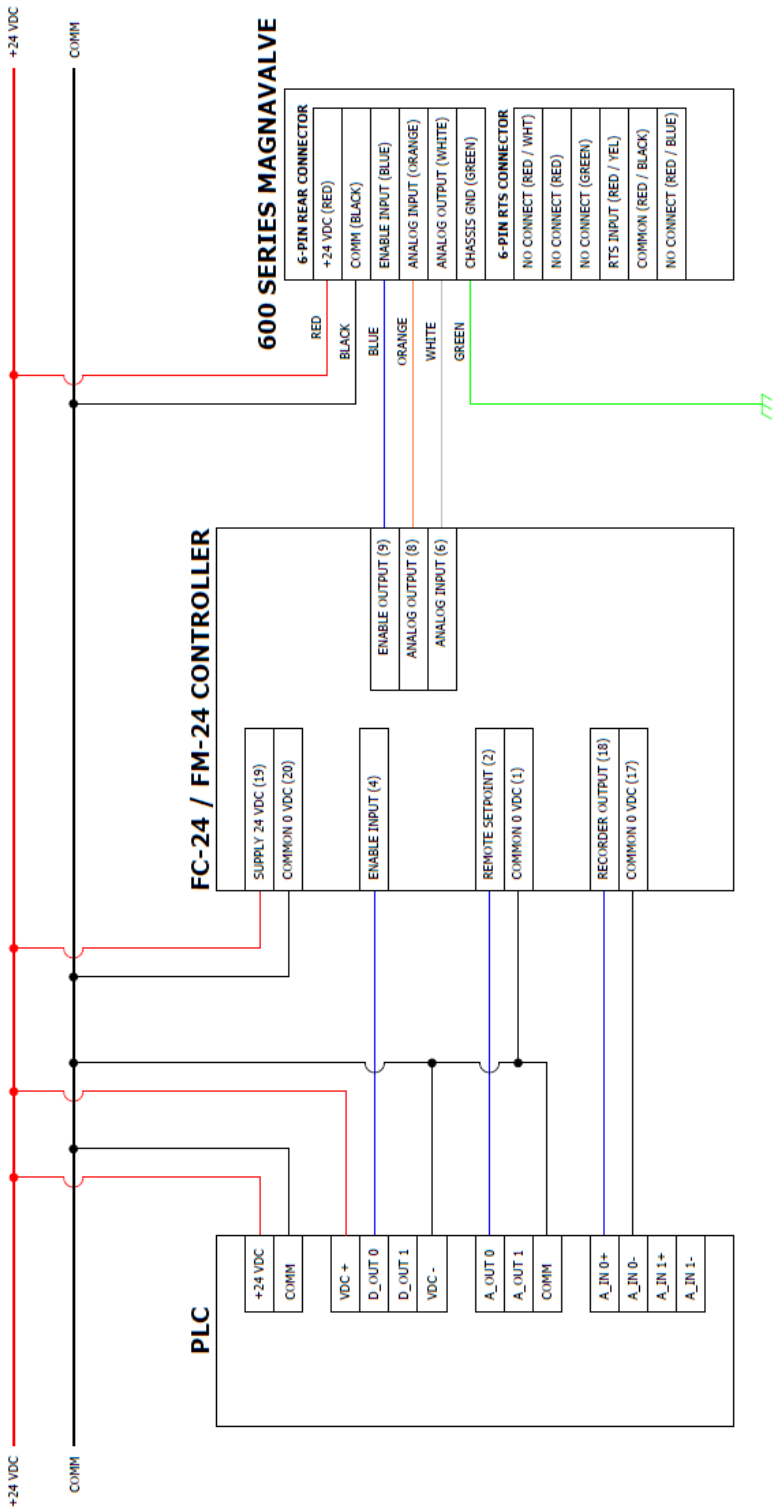 +24 VDC
+24 VDC
COMM
COMM
PLC
+24 VDC
COMM
VDC +
D_OUT 0
D_OUT 1
VDC -
A_OUT 0
A_OUT 1
COMM
A_IN 0+
A_IN 0-
A_IN 1+
A_IN 1-
FC-24 / FM-24 CONTROLLER
SUPPLY 24 VDC (19)
COMMON 0 VDC (20)
ENABLE INPUT (4)
REMOTE SETPOINT (2)
COMMON 0 VDC (1)
RECORDER OUTPUT (18)
COMMON 0 VDC (17)
ENABLE OUTPUT (9)
ANALOG OUTPUT (8)
ANALOG INPUT (6)
RED
BLACK
BLUE
ORANGE
WHITE
GREEN
600 SERIES MAGNAVALVE
6-PIN REAR CONNECTOR
+24 VDC (RED)
COMM (BLACK)
ENABLE INPUT (BLUE)
ANALOG INPUT (ORANGE)
ANALOG OUTPUT (WHITE)
CHASSIS GND (GREEN)
6-PIN RTS CONNECTOR
NO CONNECT (RED / WHT)
NO CONNECT (RED)
NO CONNECT (GREEN)
RTS INPUT (RED / YEL)
COMMON (RED / BLACK)
NO CONNECT (RED / BLUE)